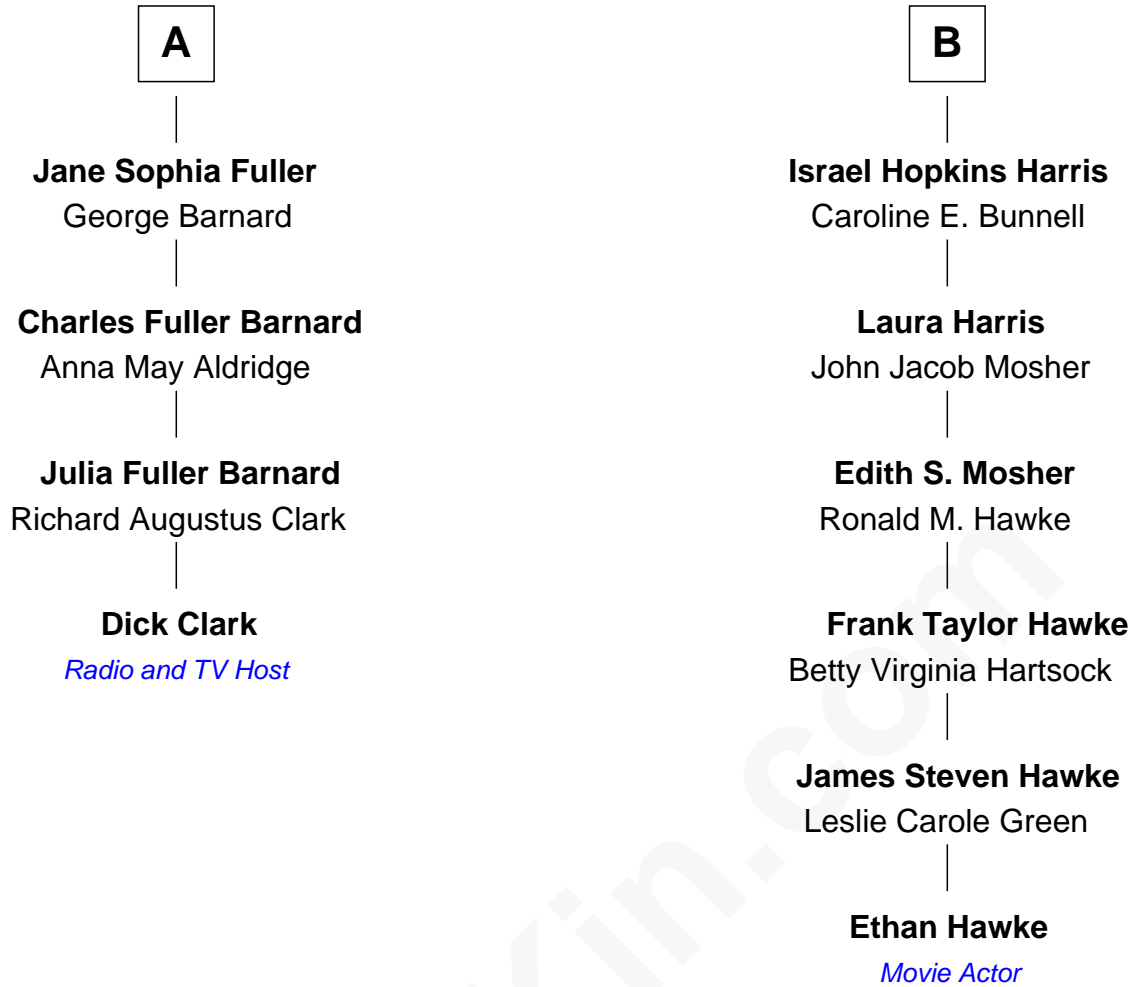 A
Jane Sophia Fuller
George Barnard
Charles Fuller Barnard
Anna May Aldridge
Julia Fuller Barnard
Richard Augustus Clark
Dick Clark
Radio and TV Host
B
Israel Hopkins Harris
Caroline E. Bunnell
Laura Harris
John Jacob Mosher
Edith S. Mosher
Ronald M. Hawke
Frank Taylor Hawke
Betty Virginia Hartsock
James Steven Hawke
Leslie Carole Green
Ethan Hawke
Movie Actor
Kin.com